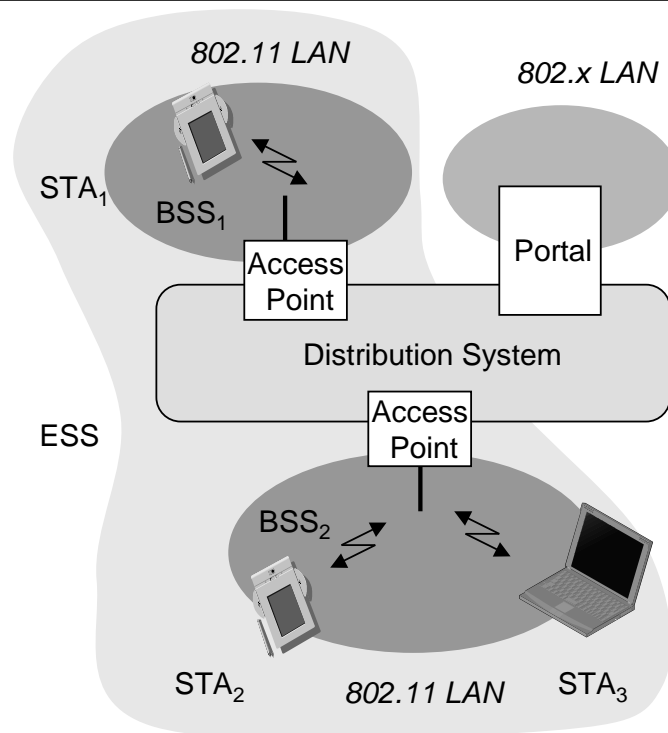 802.11 LAN
802.x LAN
STA₁
BSS₁
Access
Point
Portal
Distribution System
Access
Point
ESS
BSS₂
STA₂
802.11 LAN
STA₃